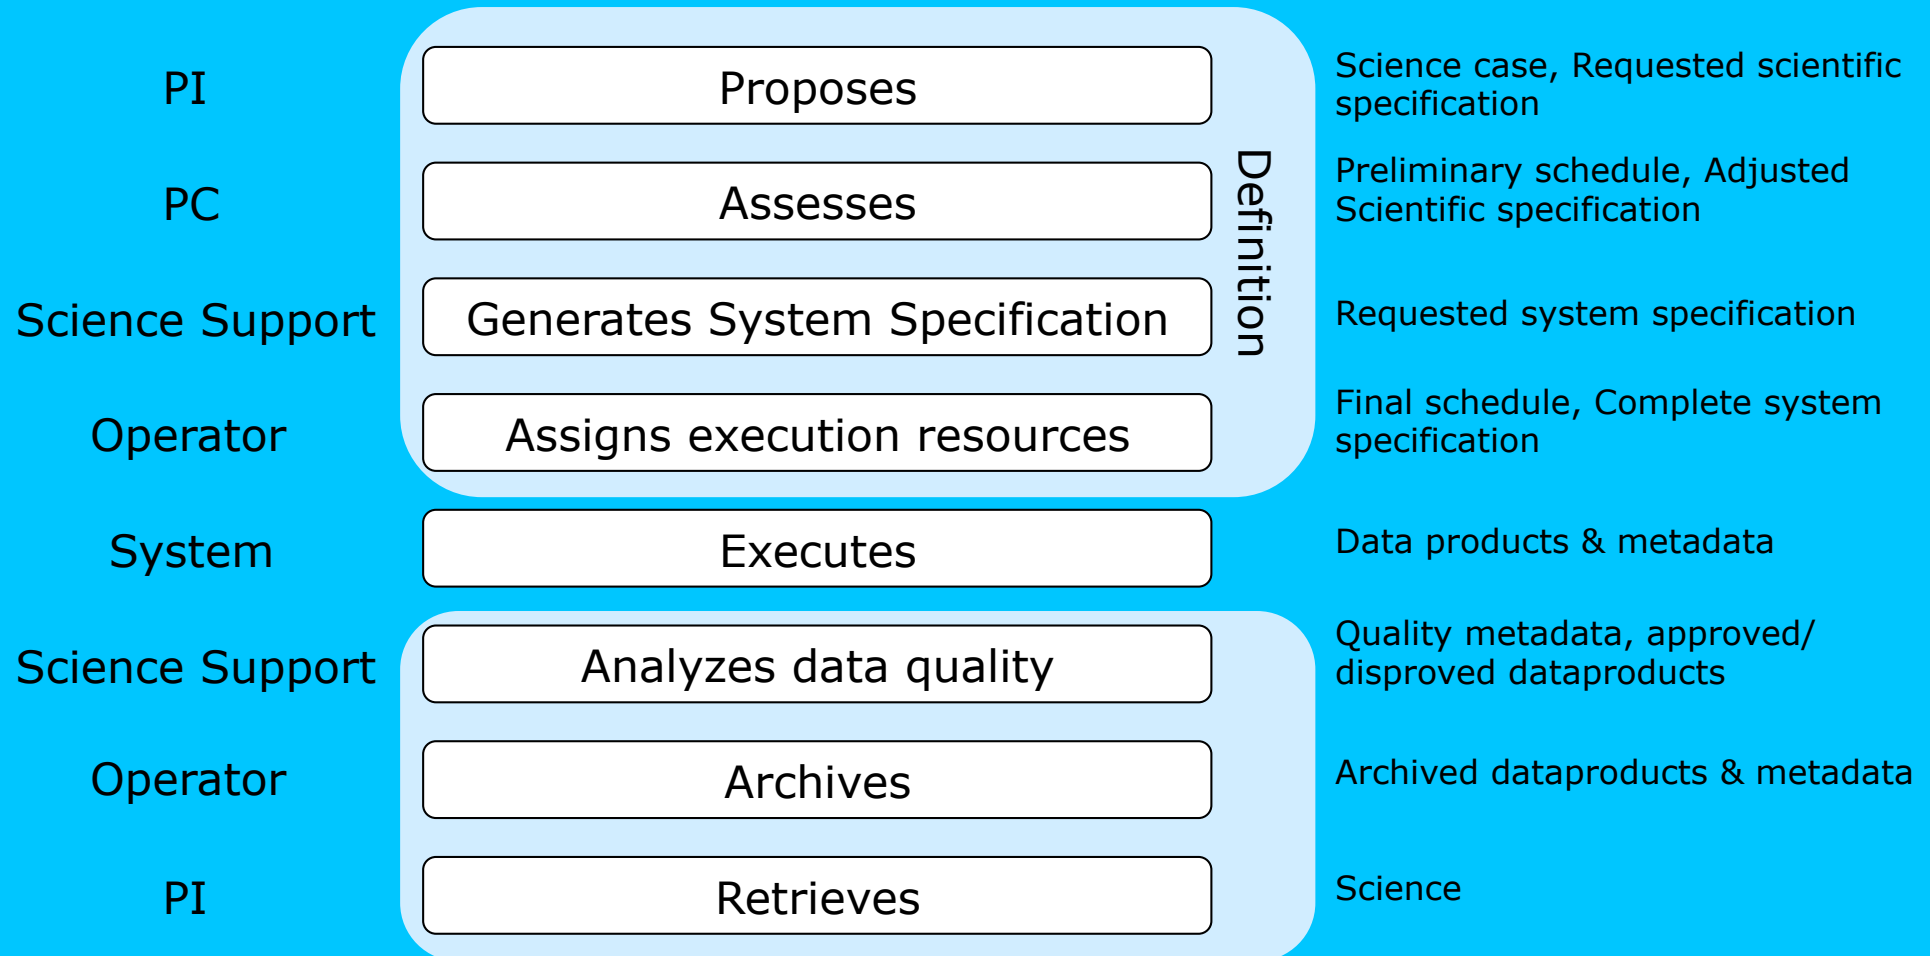 PI
Proposes
Science case, Requested scientific
specification
PC
Assesses
Preliminary schedule, Adjusted
Scientific specification
Definition
Science Support
Generates System Specification
Requested system specification
Operator
Assigns execution resources
Final schedule, Complete system
specification
System
Executes
Data products & metadata
Science Support
Analyzes data quality
Quality metadata, approved/
disproved dataproducts
Operator
Archives
Archived dataproducts & metadata
PI
Retrieves
Science